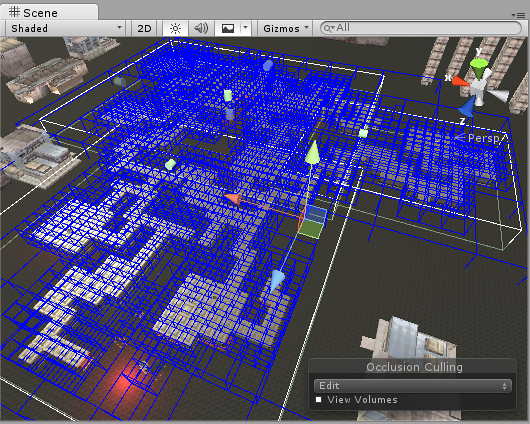 Scene
Shaded
2D
Gizmos
All
y
x
z
Persp
Occlusion Culling
Edit
View Volumes